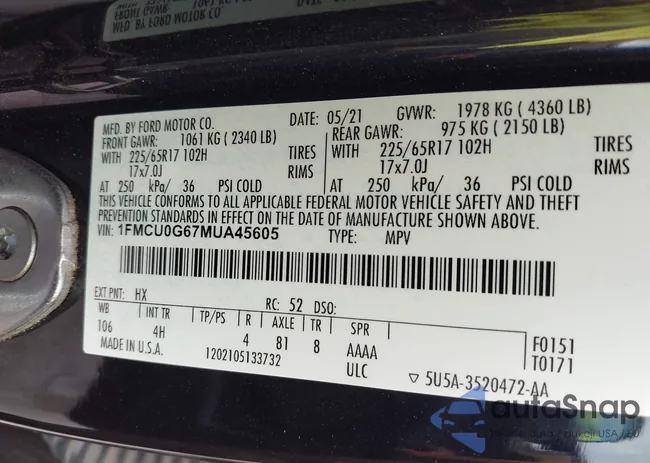 MFD. BY FORD MOTOR CO.
DATE: 05/21 GVWR: 1978 KG ( 4360 LB)
FRONT GAWR: 1061 KG ( 2340 LB) REAR GAWR: 975 KG ( 2150 LB)
WITH 225/65R17 102H TIRES WITH 225/65R17 102H TIRES
17x7.0J RIMS 17x7.0J RIMS
AT 250 kPa/ 36 PSI COLD AT 250 kPa/ 36 PSI COLD
THIS VEHICLE CONFORMS TO ALL APPLICABLE FEDERAL MOTOR VEHICLE SAFETY AND THEFT
PREVENTION STANDARDS IN EFFECT ON THE DATE OF MANUFACTURE SHOWN ABOVE.
VIN: 1FMCU0G67MUA45605 TYPE: MPV
EXT PNT: HX RC: 52 DSO:
WB INT TR TP/PS R AXLE TR SPR
106 4H 4 81 8 AAAA F0151
MADE IN U.S.A. 1202105133732 ULC T0171
▽ 5U5A-3520472-AA
autoSnap